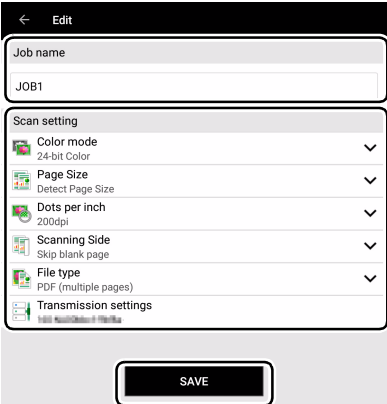 Edit
Job name
JOB1
Scan setting
Color mode
24-bit Color
Page Size
Detect Page Size
Dots per inch
200dpi
Scanning Side
Skip blank page
File type
PDF (multiple pages)
Transmission settings
SAVE